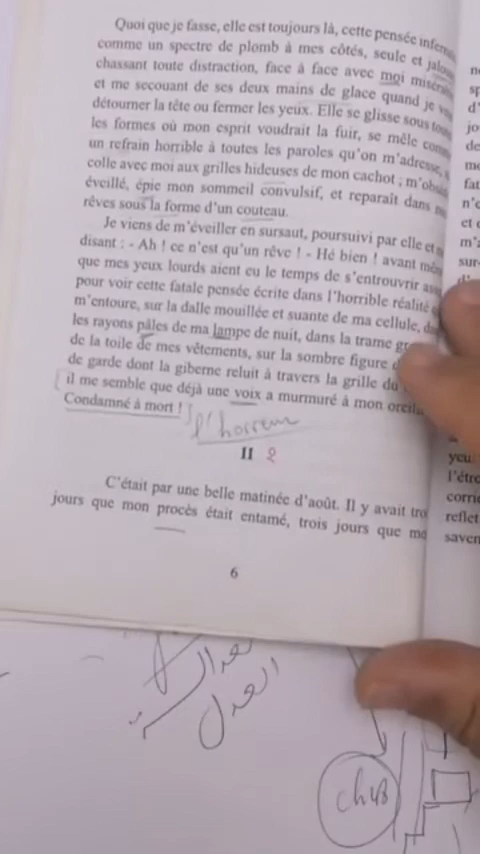 Quoi que je fasse, elle est toujours là, cette pensée
comme un spectre de plomb à mes côtés, seule et
chassant toute distraction, face à face avec moi
et me secouant de ses deux mains de glace quand je
détourner la tête ou fermer les yeux. Elle se glisse sous
les formes où mon esprit voudrait la fuir, se mêle
un refrain horrible à toutes les paroles qu'on m'adresse,
colle avec moi aux grilles hideuses de mon cachot ;
éveillé, épie mon sommeil convulsif, et reparaît dans
rêves sous la forme d'un couteau.
Je viens de m'éveiller en sursaut, poursuivi par elle et
disant : - Ah ! ce n'est qu'un rêve ! - Hé bien ! avant
que mes yeux lourds aient eu le temps de s'entrouvrir
pour voir cette fatale pensée écrite dans l'horrible réalité
m'entoure, sur la dalle mouillée et suante de ma cellule,
les rayons pâles de ma lampe de nuit, dans la trame
de la toile de mes vêtements, sur la sombre figure
de garde dont la giberne reluit à travers la grille du
il me semble que déjà une voix a murmuré à mon
Condamné à mort !
l'horreur
II 2
C'était par une belle matinée d'août. Il y avait
jours que mon procès était entamé, trois jours que
6
n'e
et
sur
yeu
l'étr
corri
reflet
saven
العدل